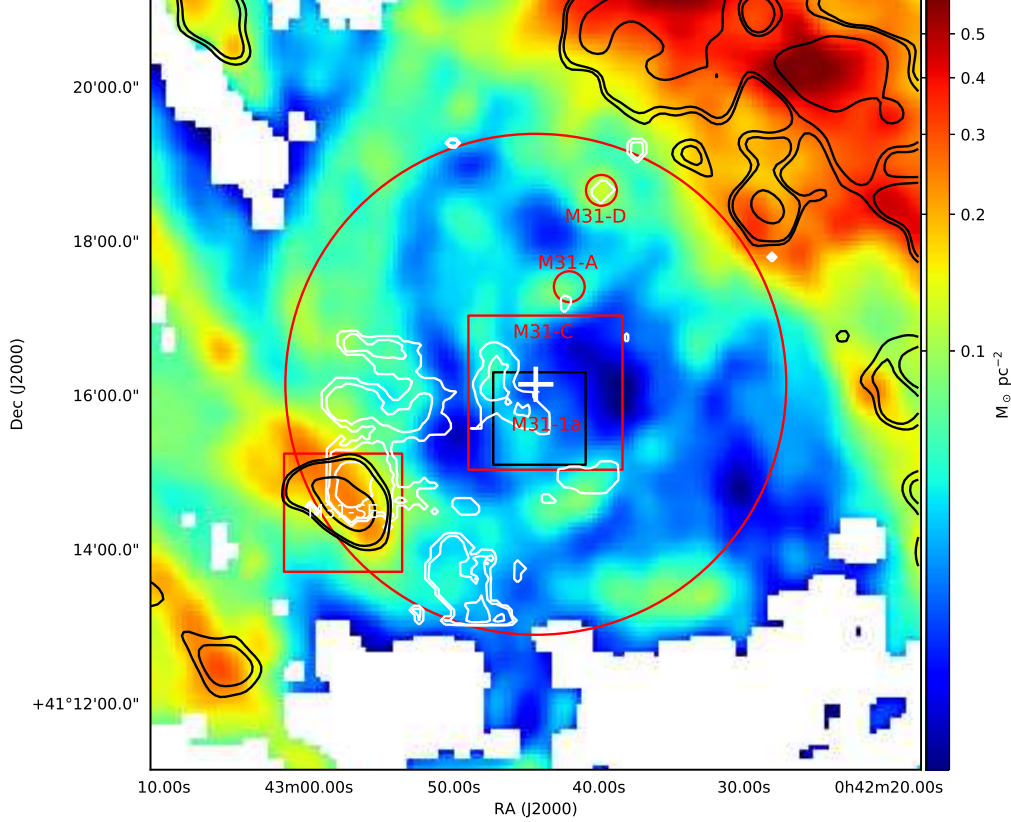 0.5
20'00.0"
0.4
0.3
M31-D
0.2
18'00.0"
M31-A
M31-C
0.1
M⊙ pc⁻²
Dec (J2000)
16'00.0"
M31-1a
M31-SE
14'00.0"
+41°12'00.0"
10.00s 43m00.00s 50.00s 40.00s 30.00s 0h42m20.00s
RA (J2000)